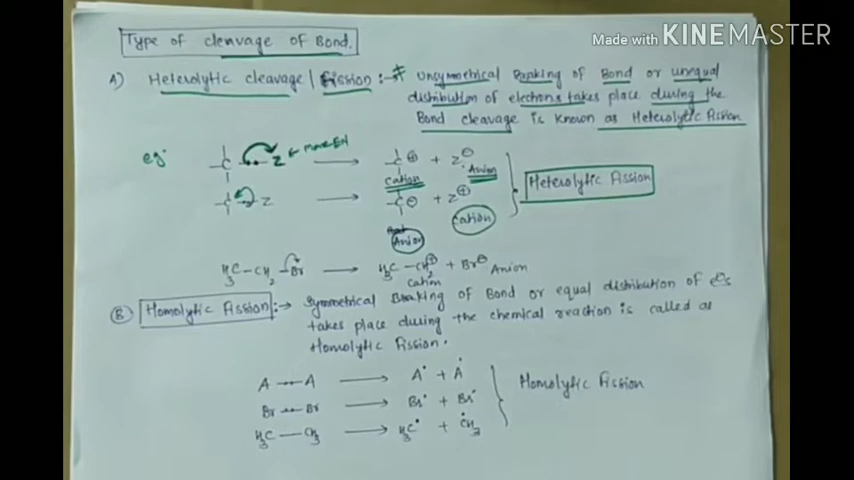 Made with KINEMASTER
Type of cleavage of Bond.
A) Heterolytic cleavage / Fission :→ * Unsymmetrical Breaking of Bond or unequal
distribution of electrons takes place during the
Bond cleavage is known as Heterolytic Fission
eg: –C–••–Z ← more EN → –C⊕ + Z⊖
cation Anion
–C–Z → –C⊖ + Z⊕
Anion Cation
Heterolytic Fission
H3C–CH2–Br → H3C–CH2⊕ + Br⊖ Anion
cation
B) Homolytic Fission :→ Symmetrical Breaking of Bond or equal distribution of e⊖s
takes place during the chemical reaction is called as
Homolytic Fission.
A••A → A• + A•
Br••Br → Br• + Br• Homolytic Fission
H3C–CH3 → H3C• + •CH3